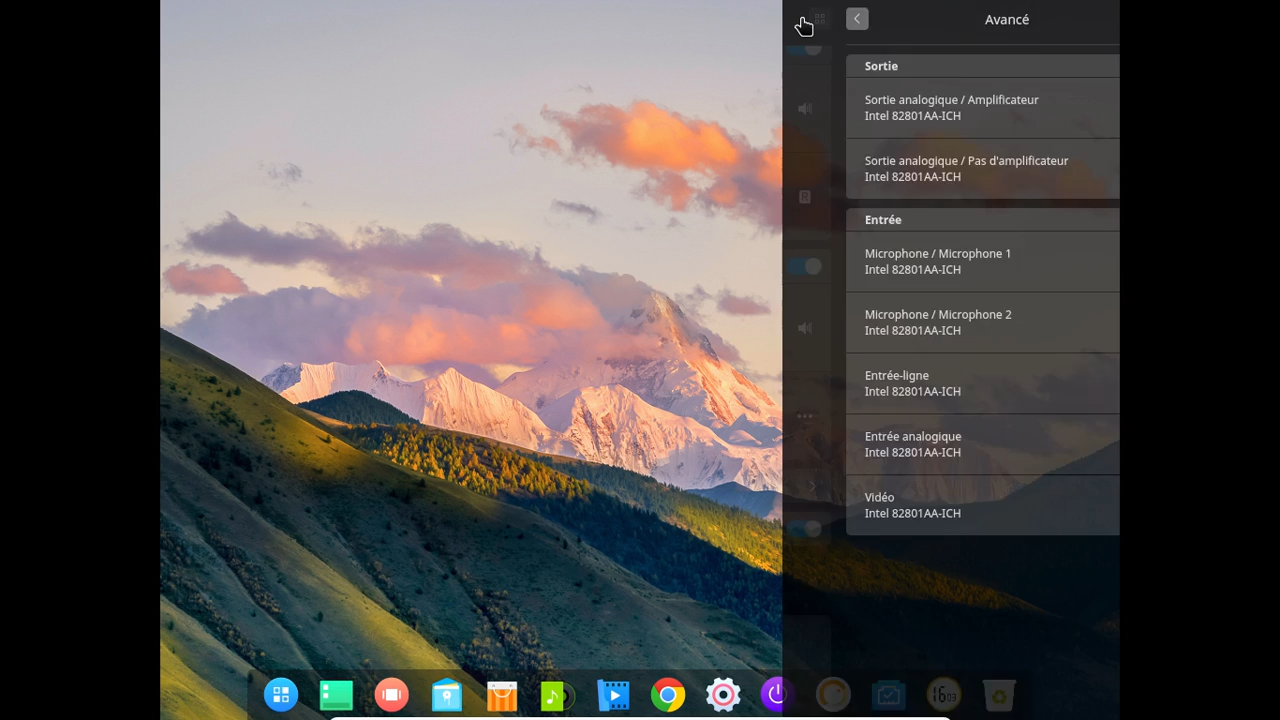 Avancé
Sortie
Sortie analogique / Amplificateur
Intel 82801AA-ICH
Sortie analogique / Pas d'amplificateur
Intel 82801AA-ICH
Entrée
Microphone / Microphone 1
Intel 82801AA-ICH
Microphone / Microphone 2
Intel 82801AA-ICH
Entrée-ligne
Intel 82801AA-ICH
Entrée analogique
Intel 82801AA-ICH
Vidéo
Intel 82801AA-ICH